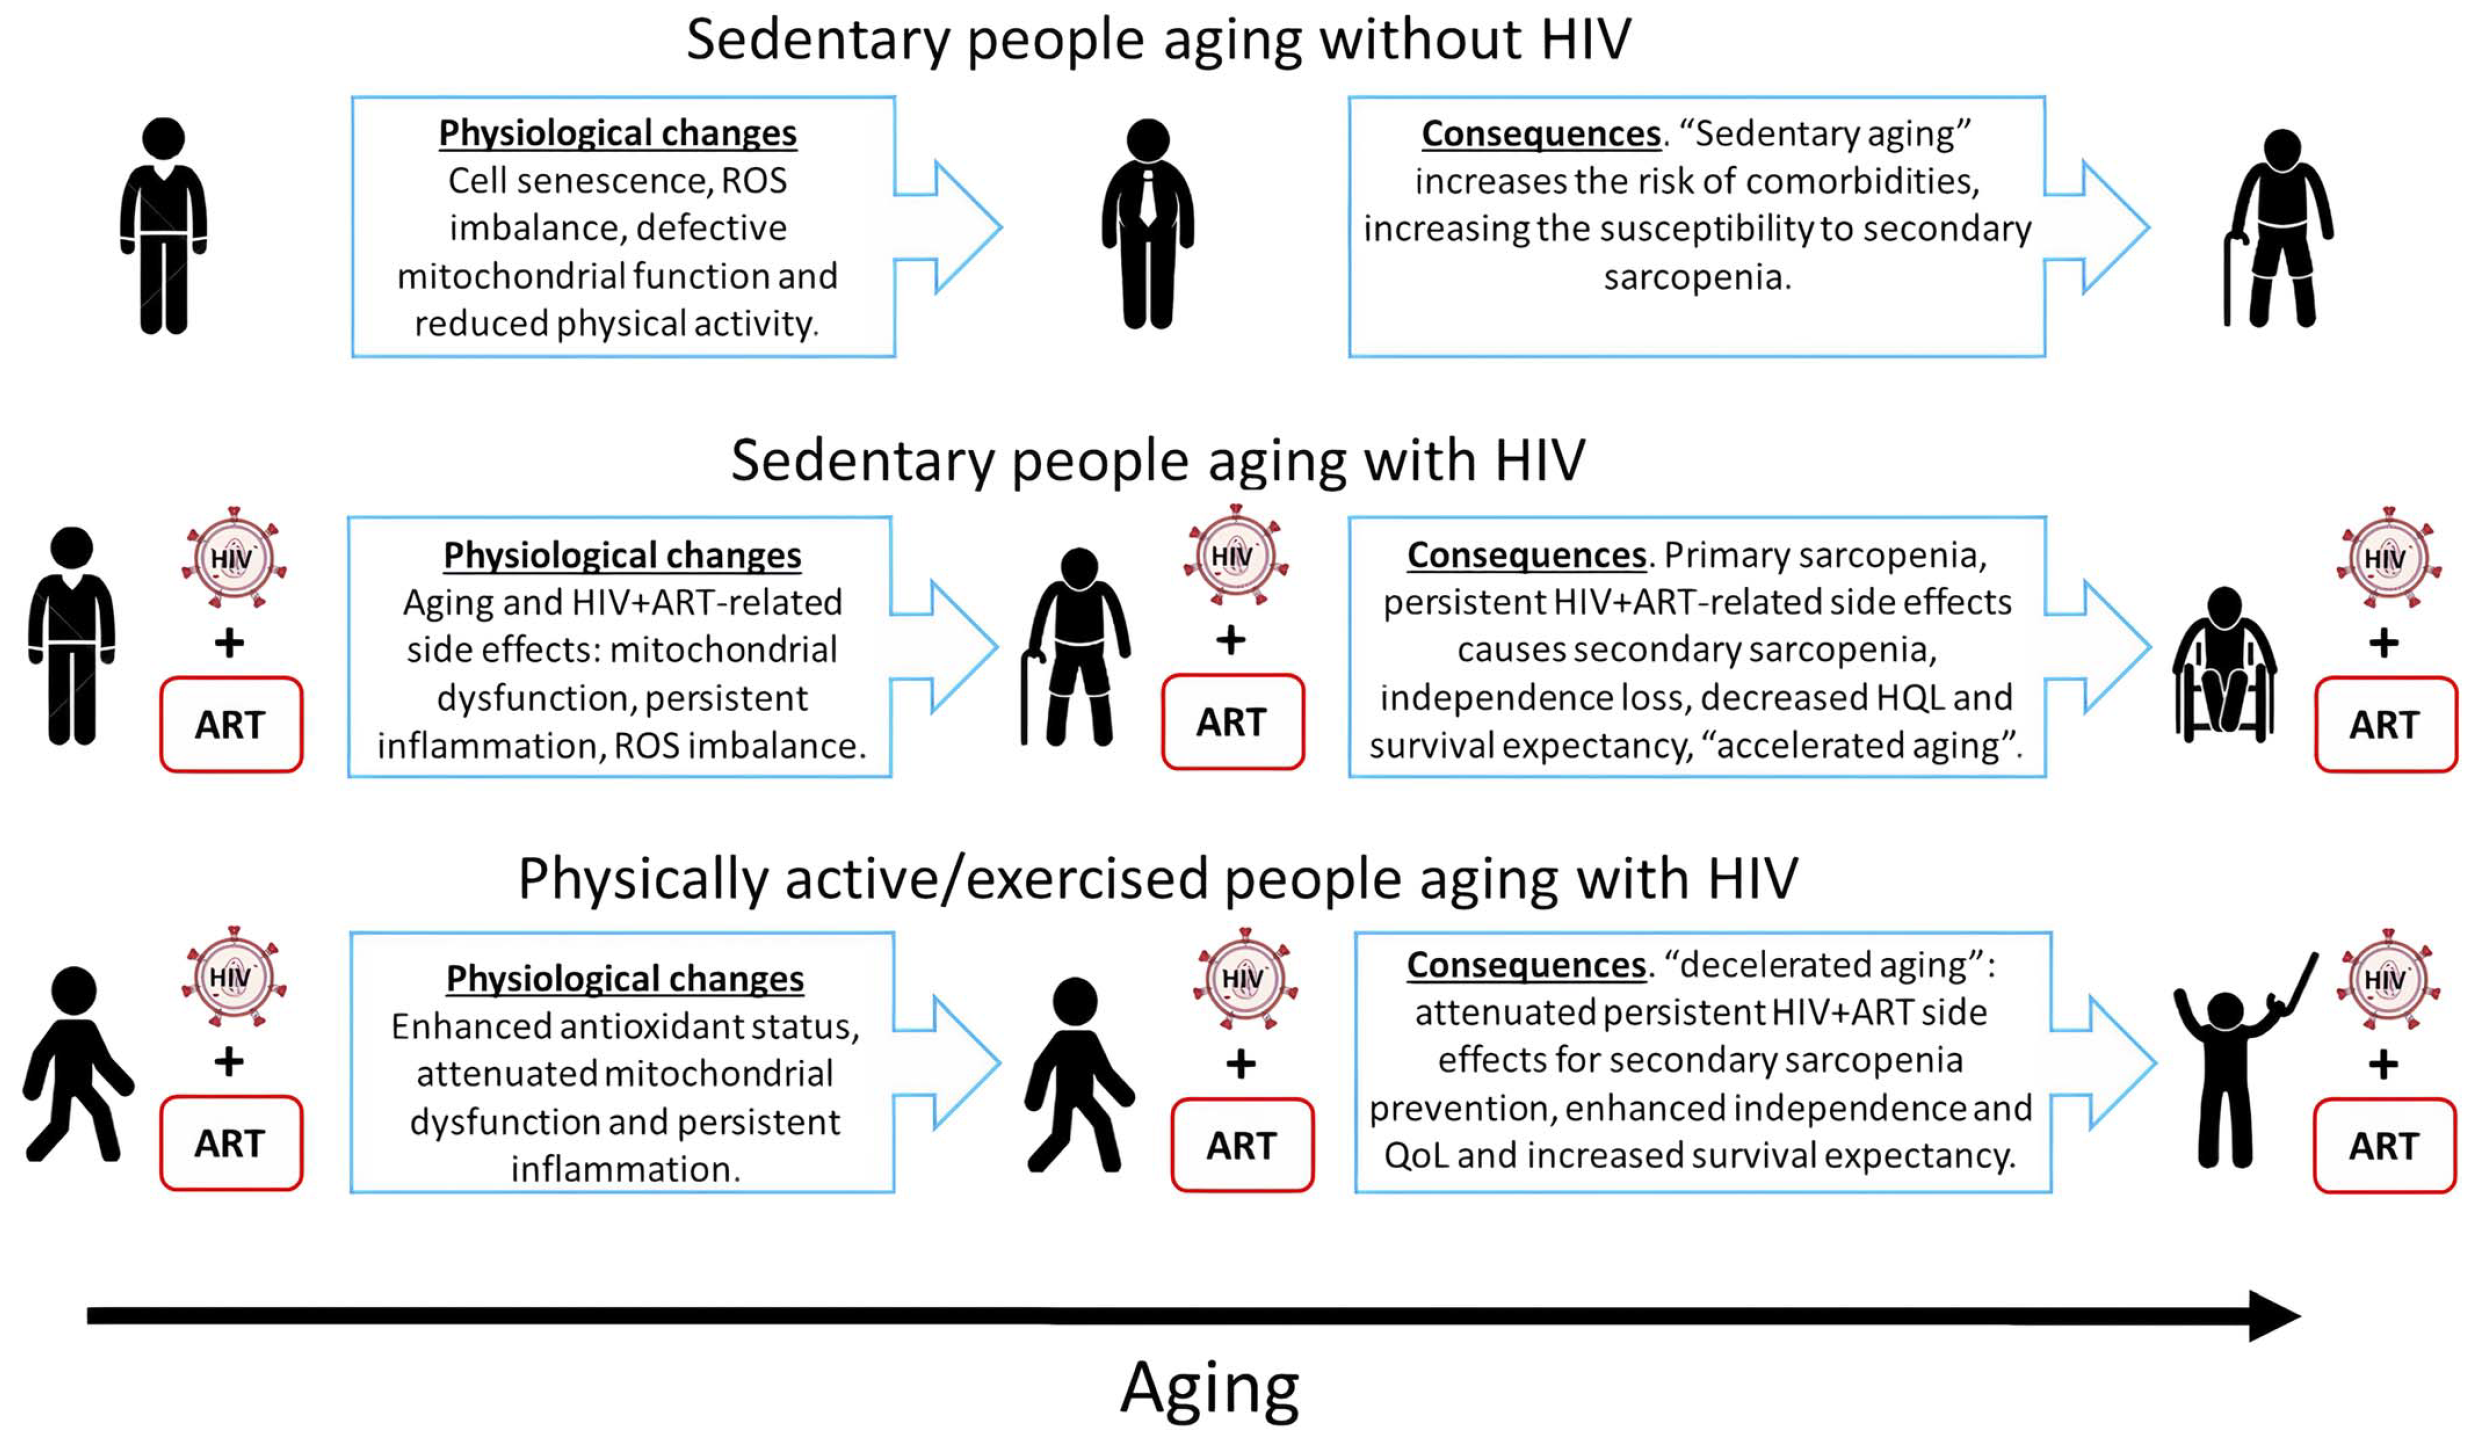 Sedentary people aging without HIV
Physiological changes
Cell senescence, ROS
imbalance, defective
mitochondrial function and
reduced physical activity.
Consequences. “Sedentary aging”
increases the risk of comorbidities,
increasing the susceptibility to secondary
sarcopenia.
Sedentary people aging with HIV
HIV
+
ART
Physiological changes
Aging and HIV+ART-related
side effects: mitochondrial
dysfunction, persistent
inflammation, ROS imbalance.
HIV
+
ART
Consequences. Primary sarcopenia,
persistent HIV+ART-related side effects
causes secondary sarcopenia,
independence loss, decreased HQL and
survival expectancy, “accelerated aging”.
HIV
+
ART
Physically active/exercised people aging with HIV
HIV
+
ART
Physiological changes
Enhanced antioxidant status,
attenuated mitochondrial
dysfunction and persistent
inflammation.
HIV
+
ART
Consequences. “decelerated aging”:
attenuated persistent HIV+ART side
effects for secondary sarcopenia
prevention, enhanced independence and
QoL and increased survival expectancy.
HIV
+
ART
Aging